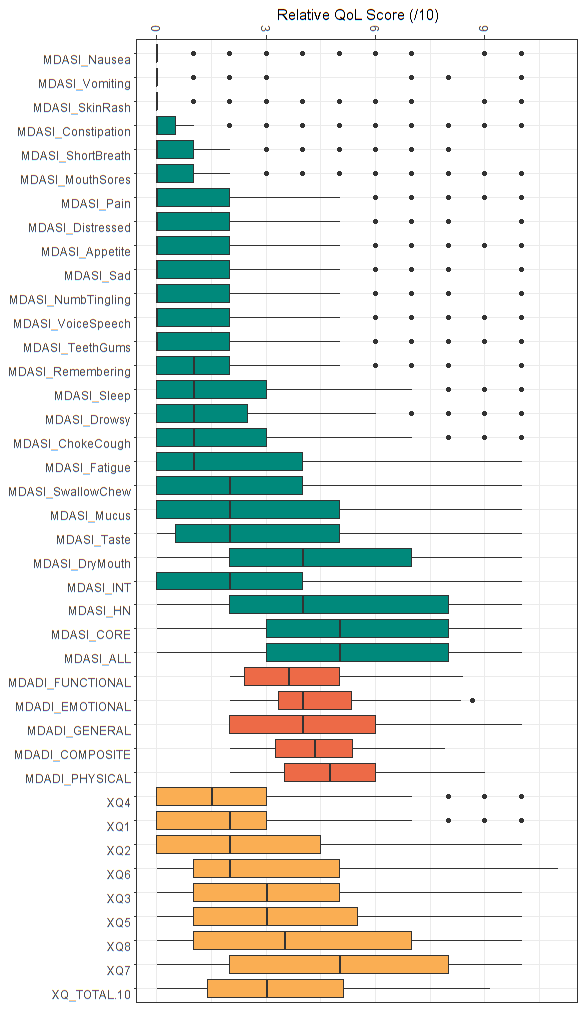 Relative QoL Score (/10)
0 3 6 9
MDASI_Nausea
MDASI_Vomiting
MDASI_SkinRash
MDASI_Constipation
MDASI_ShortBreath
MDASI_MouthSores
MDASI_Pain
MDASI_Distressed
MDASI_Appetite
MDASI_Sad
MDASI_NumbTingling
MDASI_VoiceSpeech
MDASI_TeethGums
MDASI_Remembering
MDASI_Sleep
MDASI_Drowsy
MDASI_ChokeCough
MDASI_Fatigue
MDASI_SwallowChew
MDASI_Mucus
MDASI_Taste
MDASI_DryMouth
MDASI_INT
MDASI_HN
MDASI_CORE
MDASI_ALL
MDADI_FUNCTIONAL
MDADI_EMOTIONAL
MDADI_GENERAL
MDADI_COMPOSITE
MDADI_PHYSICAL
XQ4
XQ1
XQ2
XQ6
XQ3
XQ5
XQ8
XQ7
XQ_TOTAL.10